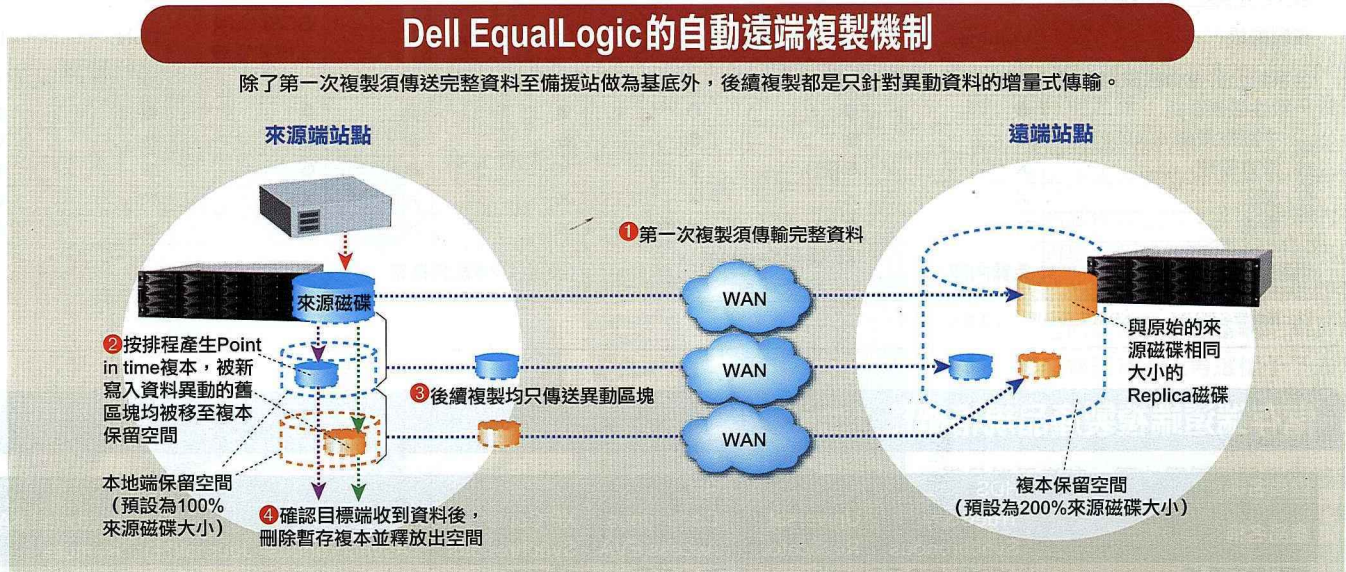 Dell EqualLogic的自動遠端複製機制
除了第一次複製須傳送完整資料至備援站做為基底外，後續複製都是只針對異動資料的增量式傳輸。
來源端站點
遠端站點
❶第一次複製須傳輸完整資料
來源磁碟
WAN
❷按排程產生Point
in time複本，被新
寫入資料異動的舊
區塊均被移至複本
保留空間
❸後續複製均只傳送異動區塊
WAN
與原始的來
源磁碟相同
大小的
Replica磁碟
WAN
本地端保留空間
（預設為100%
來源磁碟大小）
❹確認目標端收到資料後，
刪除暫存複本並釋放出空間
複本保留空間
（預設為200%來源磁碟大小）